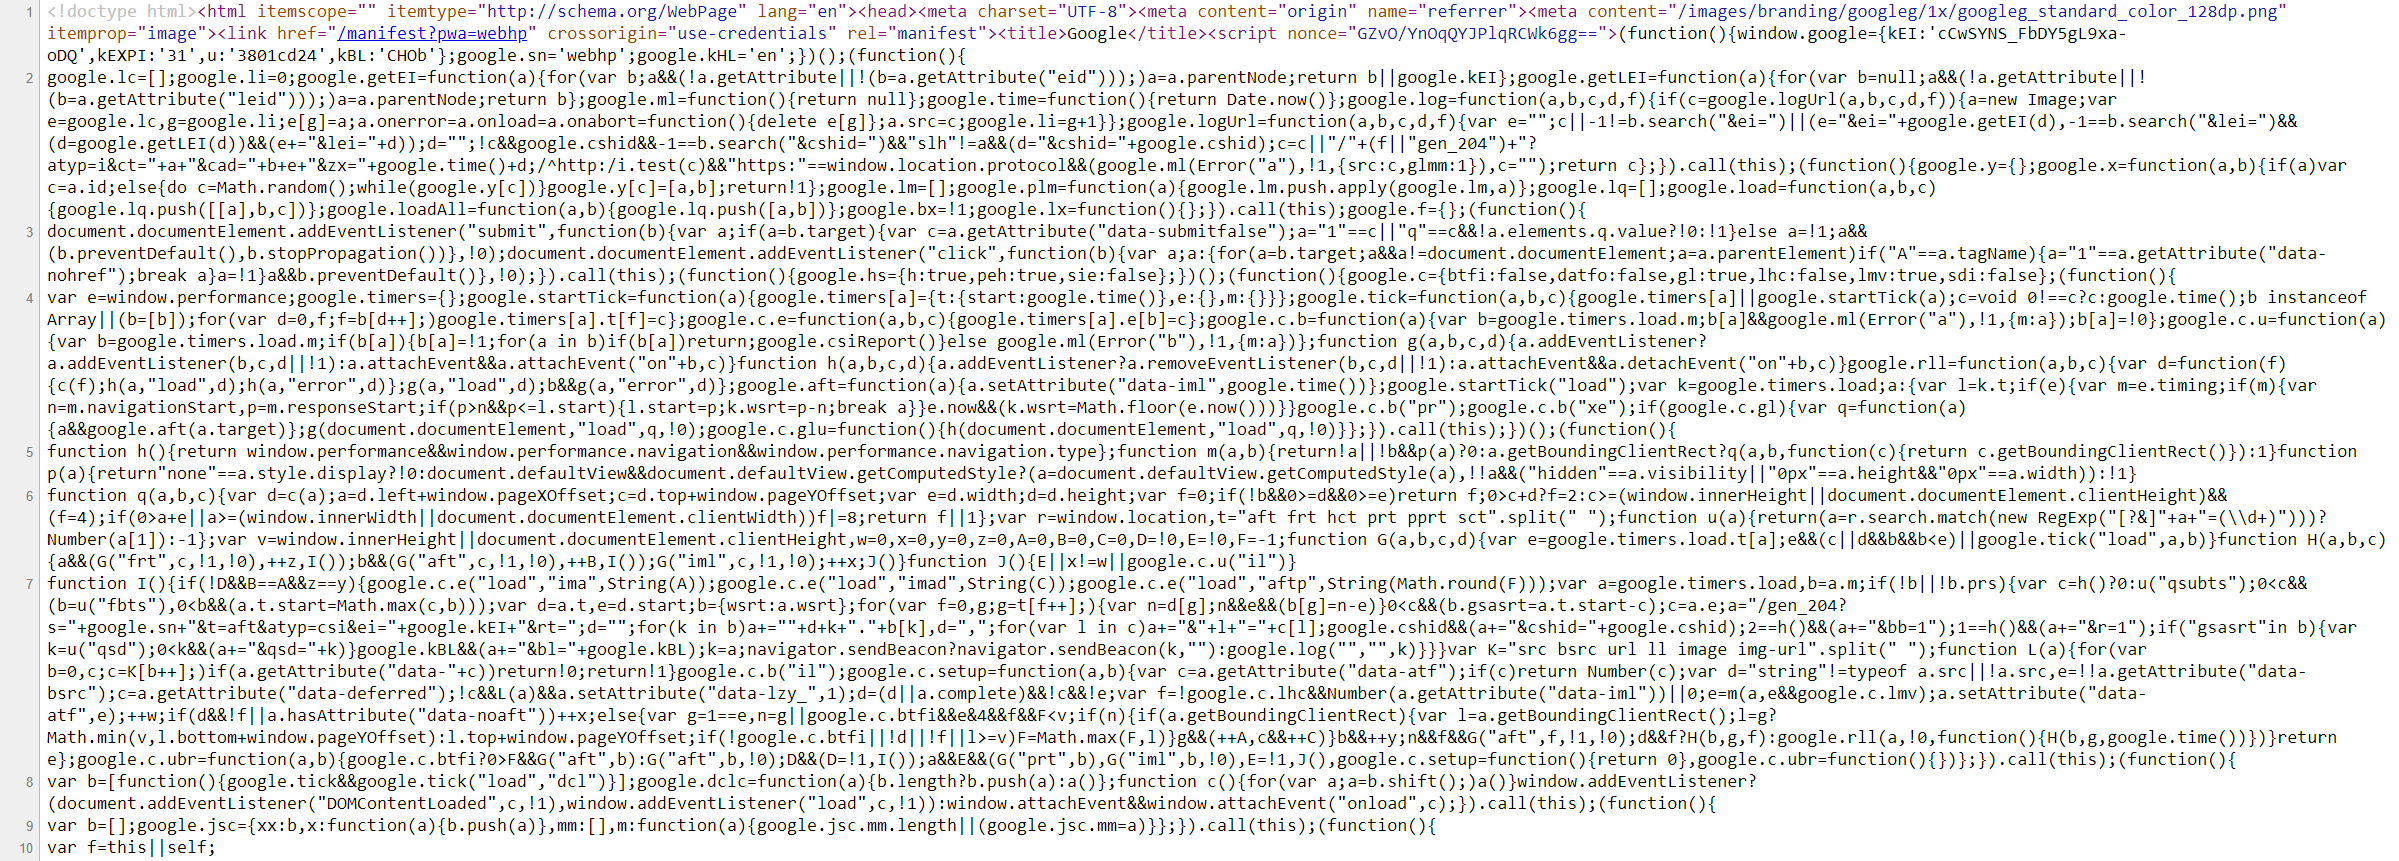 1 <!doctype html><html itemscope="" itemtype="http://schema.org/WebPage" lang="en"><head><meta charset="UTF-8"><meta content="origin" name="referrer"><meta content="/images/branding/googleg/1x/googleg_standard_color_128dp.png"
itemprop="image"><link href="/manifest?pwa=webhp" crossorigin="use-credentials" rel="manifest"><title>Google</title><script nonce="GZvO/YnOqQYJPlqRCWk6gg==">(function(){window.google={kEI:'cCwSYNS_FbDY5gL9xa-
oDQ',kEXPI:'31',u:'3801cd24',kBL:'CHOb'};google.sn='webhp';google.kHL='en';})();(function(){
2 google.lc=[];google.li=0;google.getEI=function(a){for(var b;a&&(!a.getAttribute||!(b=a.getAttribute("eid")));)a=a.parentNode;return b||google.kEI};google.getLEI=function(a){for(var b=null;a&&(!a.getAttribute||!
(b=a.getAttribute("leid")));)a=a.parentNode;return b};google.ml=function(){return null};google.time=function(){return Date.now()};google.log=function(a,b,c,d,f){if(c=google.logUrl(a,b,c,d,f)){a=new Image;var
e=google.lc,g=google.li;e[g]=a;a.onerror=a.onload=a.onabort=function(){delete e[g]};a.src=c;google.li=g+1}};google.logUrl=function(a,b,c,d,f){var e="";c||-1!=b.search("&ei=")||(e="&ei="+google.getEI(d),-1==b.search("&lei=")&&
(d=google.getLEI(d))&&(e+="&lei="+d));d="";!c&&google.cshid&&-1==b.search("&cshid=")&&"slh"!=a&&(d="&cshid="+google.cshid);c=c||"/"+(f||"gen_204")+"?
atyp=i&ct="+a+"&cad="+b+e+"&zx="+google.time()+d;/^http:/i.test(c)&&"https:"==window.location.protocol&&(google.ml(Error("a"),!1,{src:c,glmm:1}),c="");return c};}).call(this);(function(){google.y={};google.x=function(a,b){if(a)var
c=a.id;else{do c=Math.random();while(google.y[c])}google.y[c]=[a,b];return!1};google.lm=[];google.plm=function(a){google.lm.push.apply(google.lm,a)};google.lq=[];google.load=function(a,b,c)
{google.lq.push([[a],b,c])};google.loadAll=function(a,b){google.lq.push([a,b])};google.bx=!1;google.lx=function(){};}).call(this);google.f={};(function(){
3 document.documentElement.addEventListener("submit",function(b){var a;if(a=b.target){var c=a.getAttribute("data-submitfalse");a="1"==c||"q"==c&&!a.elements.q.value?!0:!1}else a=!1;a&&
(b.preventDefault(),b.stopPropagation())},!0);document.documentElement.addEventListener("click",function(b){var a;a:{for(a=b.target;a&&a!=document.documentElement;a=a.parentElement)if("A"==a.tagName){a="1"==a.getAttribute("data-
nohref");break a}a=!1}a&&b.preventDefault()},!0);}).call(this);(function(){google.hs={h:true,peh:true,sie:false};})();(function(){google.c={btfi:false,datfo:false,gl:true,lhc:false,lmv:true,sdi:false};(function(){
4 var e=window.performance;google.timers={};google.startTick=function(a){google.timers[a]={t:{start:google.time()},e:{},m:{}}};google.tick=function(a,b,c){google.timers[a]||google.startTick(a);c=void 0!==c?c:google.time();b instanceof
Array||(b=[b]);for(var d=0,f;f=b[d++];)google.timers[a].t[f]=c};google.c.e=function(a,b,c){google.timers[a].e[b]=c};google.c.b=function(a){var b=google.timers.load.m;b[a]&&google.ml(Error("a"),!1,{m:a});b[a]=!0};google.c.u=function(a)
{var b=google.timers.load.m;if(b[a]){b[a]=!1;for(a in b)if(b[a])return;google.csiReport()}else google.ml(Error("b"),!1,{m:a})};function g(a,b,c,d){a.addEventListener?
a.addEventListener(b,c,d||!1):a.attachEvent&&a.attachEvent("on"+b,c)}function h(a,b,c,d){a.addEventListener?a.removeEventListener(b,c,d||!1):a.attachEvent&&a.detachEvent("on"+b,c)}google.rll=function(a,b,c){var d=function(f)
{c(f);h(a,"load",d);h(a,"error",d)};g(a,"load",d);b&&g(a,"error",d)};google.aft=function(a){a.setAttribute("data-iml",google.time())};google.startTick("load");var k=google.timers.load;a:{var l=k.t;if(e){var m=e.timing;if(m){var
n=m.navigationStart,p=m.responseStart;if(p>n&&p<=l.start){l.start=p;k.wsrt=p-n;break a}}e.now&&(k.wsrt=Math.floor(e.now()))}}google.c.b("pr");google.c.b("xe");if(google.c.gl){var q=function(a)
{a&&google.aft(a.target)};g(document.documentElement,"load",q,!0);google.c.glu=function(){h(document.documentElement,"load",q,!0)}};}).call(this);})();(function(){
5 function h(){return window.performance&&window.performance.navigation&&window.performance.navigation.type};function m(a,b){return!a||!b&&p(a)?0:a.getBoundingClientRect?q(a,b,function(c){return c.getBoundingClientRect()}):1}function
p(a){return"none"==a.style.display?!0:document.defaultView&&document.defaultView.getComputedStyle?(a=document.defaultView.getComputedStyle(a),!!a&&("hidden"==a.visibility||"0px"==a.height&&"0px"==a.width)):!1}
6 function q(a,b,c){var d=c(a);a=d.left+window.pageXOffset;c=d.top+window.pageYOffset;var e=d.width;d=d.height;var f=0;if(!b&&0>=d&&0>=e)return f;0>c+d?f=2:c>=(window.innerHeight||document.documentElement.clientHeight)&&
(f=4);if(0>a+e||a>=(window.innerWidth||document.documentElement.clientWidth))f|=8;return f||1};var r=window.location,t="aft frt hct prt pprt sct".split(" ");function u(a){return(a=r.search.match(new RegExp("[?&]"+a+"=(\\d+)")))?
Number(a[1]):-1};var v=window.innerHeight||document.documentElement.clientHeight,w=0,x=0,y=0,z=0,A=0,B=0,C=0,D=!0,E=!0,F=-1;function G(a,b,c,d){var e=google.timers.load.t[a];e&&(c||d&&b&&b<e)||google.tick("load",a,b)}function H(a,b,c)
{a&&(G("frt",c,!1,!0),++z,I());b&&(G("aft",c,!1,!0),++B,I());G("iml",c,!1,!0);++x;J()}function J(){E||x!=w||google.c.u("il")}
7 function I(){if(!D&&B==A&&z==y){google.c.e("load","ima",String(A));google.c.e("load","imad",String(C));google.c.e("load","aftp",String(Math.round(F)));var a=google.timers.load,b=a.m;if(!b||!b.prs){var c=h()?0:u("qsubts");0<c&&
(b=u("fbts"),0<b&&(a.t.start=Math.max(c,b)));var d=a.t,e=d.start;b={wsrt:a.wsrt};for(var f=0,g;g=t[f++];){var n=d[g];n&&e&&(b[g]=n-e)}0<c&&(b.gsasrt=a.t.start-c);c=a.e;a="/gen_204?
s="+google.sn+"&t=aft&atyp=csi&ei="+google.kEI+"&rt=";d="";for(k in b)a+=""+d+k+"."+b[k],d=",";for(var l in c)a+="&"+l+"="+c[l];google.cshid&&(a+="&cshid="+google.cshid);2==h()&&(a+="&bb=1");1==h()&&(a+="&r=1");if("gsasrt"in b){var
k=u("qsd");0<k&&(a+="&qsd="+k)}google.kBL&&(a+="&bl="+google.kBL);k=a;navigator.sendBeacon?navigator.sendBeacon(k,""):google.log("","",k)}}}var K="src bsrc url ll image img-url".split(" ");function L(a){for(var
b=0,c;c=K[b++];)if(a.getAttribute("data-"+c))return!0;return!1}google.c.b("il");google.c.setup=function(a,b){var c=a.getAttribute("data-atf");if(c)return Number(c);var d="string"!=typeof a.src||!a.src,e=!!a.getAttribute("data-
bsrc");c=a.getAttribute("data-deferred");!c&&L(a)&&a.setAttribute("data-lzy_",1);d=(d||a.complete)&&!c&&!e;var f=!google.c.lhc&&Number(a.getAttribute("data-iml"))||0;e=m(a,e&&google.c.lmv);a.setAttribute("data-
atf",e);++w;if(d&&!f||a.hasAttribute("data-noaft"))++x;else{var g=1==e,n=g||google.c.btfi&&e&4&&f&&F<v;if(n){if(a.getBoundingClientRect){var l=a.getBoundingClientRect();l=g?
Math.min(v,l.bottom+window.pageYOffset):l.top+window.pageYOffset;if(!google.c.btfi||!d||!f||l>=v)F=Math.max(F,l)}g&&(++A,c&&++C)}b&&++y;n&&f&&G("aft",f,!1,!0);d&&f?H(b,g,f):google.rll(a,!0,function(){H(b,g,google.time())})}return
e};google.c.ubr=function(a,b){google.c.btfi?0>F&&G("aft",b):G("aft",b,!0);D&&(D=!1,I());a&&E&&(G("prt",b),G("iml",b,!0),E=!1,J(),google.c.setup=function(){return 0},google.c.ubr=function(){})};}).call(this);(function(){
8 var b=[function(){google.tick&&google.tick("load","dcl")}];google.dclc=function(a){b.length?b.push(a):a()};function c(){for(var a;a=b.shift();)a()}window.addEventListener?
(document.addEventListener("DOMContentLoaded",c,!1),window.addEventListener("load",c,!1)):window.attachEvent&&window.attachEvent("onload",c);}).call(this);(function(){
9 var b=[];google.jsc={xx:b,x:function(a){b.push(a)},mm:[],m:function(a){google.jsc.mm.length||(google.jsc.mm=a)}};}).call(this);(function(){
10 var f=this||self;